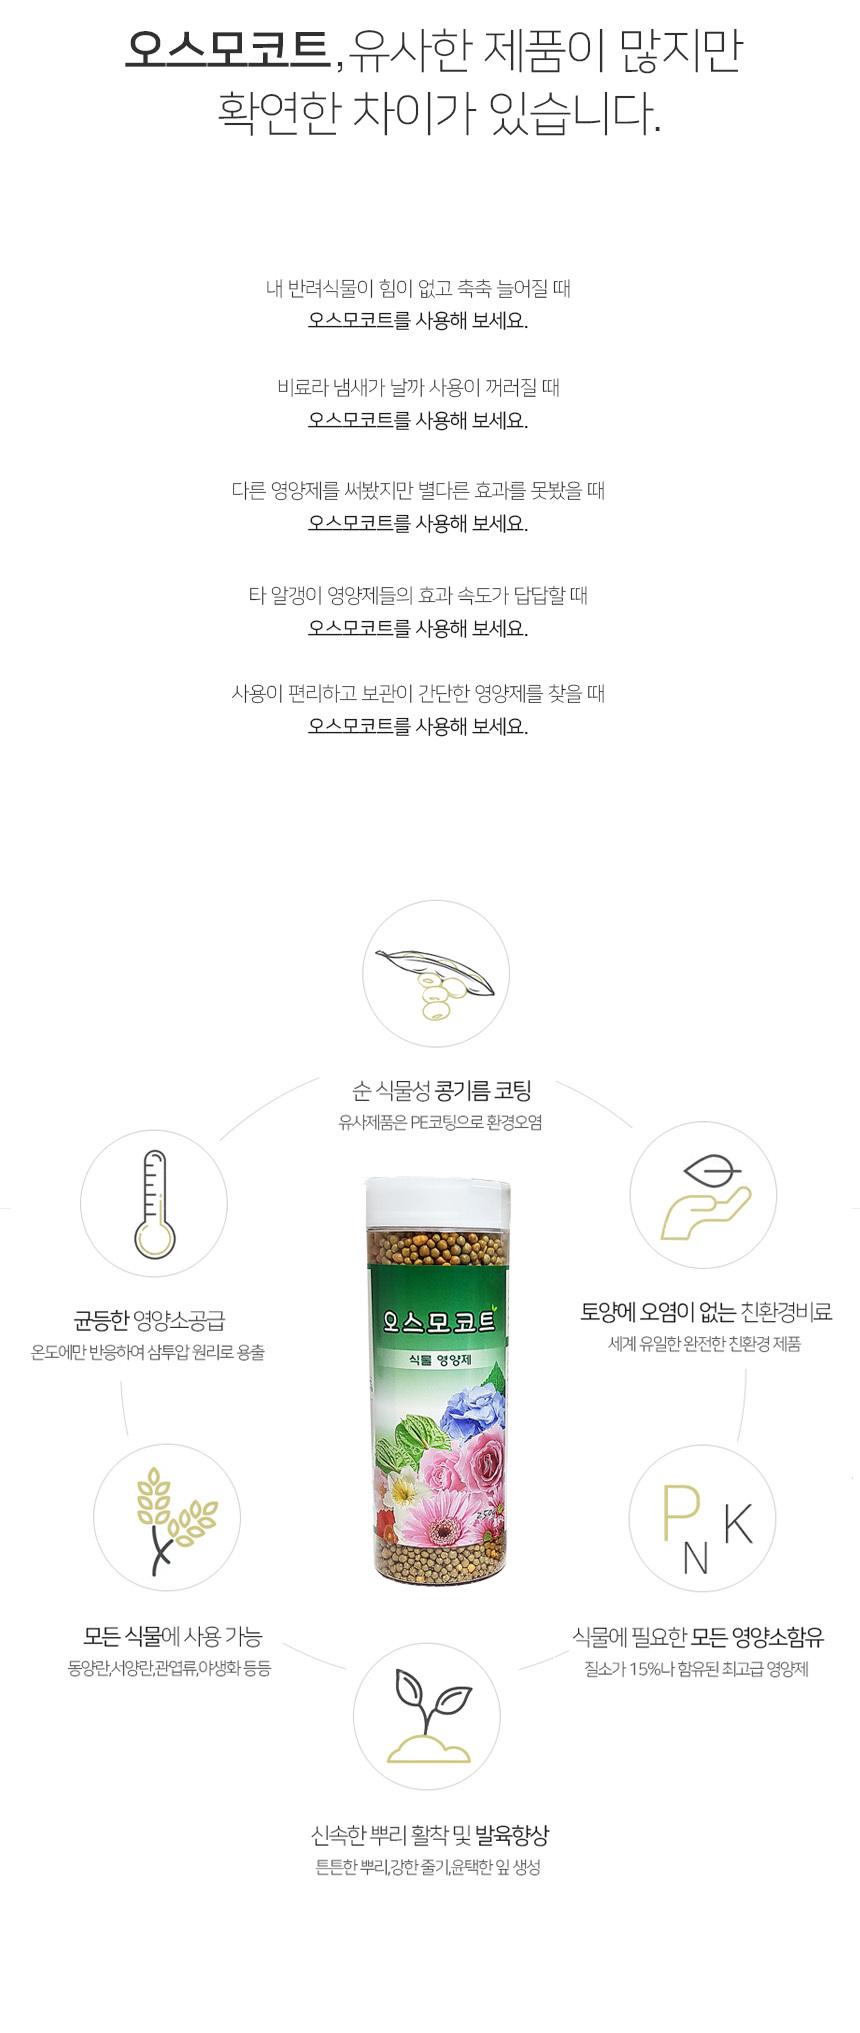 오스모코트,유사한 제품이 많지만
확연한 차이가 있습니다.
내 반려식물이 힘이 없고 축축 늘어질 때
오스모코트를 사용해 보세요.
비료라 냄새가 날까 사용이 꺼러질 때
오스모코트를 사용해 보세요.
다른 영양제를 써봤지만 별다른 효과를 못봤을 때
오스모코트를 사용해 보세요.
타 알갱이 영양제들의 효과 속도가 답답할 때
오스모코트를 사용해 보세요.
사용이 편리하고 보관이 간단한 영양제를 찾을 때
오스모코트를 사용해 보세요.
순 식물성 콩기름 코팅
유사제품은 PE코팅으로 환경오염
균등한 영양소공급
온도에만 반응하여 삼투압 원리로 용출
토양에 오염이 없는 친환경비료
세계 유일한 완전한 친환경 제품
오스모코트
식물 영양제
250g
P
N
K
모든 식물에 사용 가능
동양란,서양란,관엽류,야생화 등등
식물에 필요한 모든 영양소함유
질소가 15%나 함유된 최고급 영양제
신속한 뿌리 활착 및 발육향상
튼튼한 뿌리,강한 줄기,윤택한 잎 생성